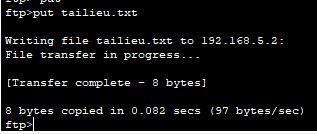 ftp>put tailieu.txt
Writing file tailieu.txt to 192.168.5.2:
File transfer in progress...
[Transfer complete - 8 bytes]
8 bytes copied in 0.082 secs (97 bytes/sec)
ftp>